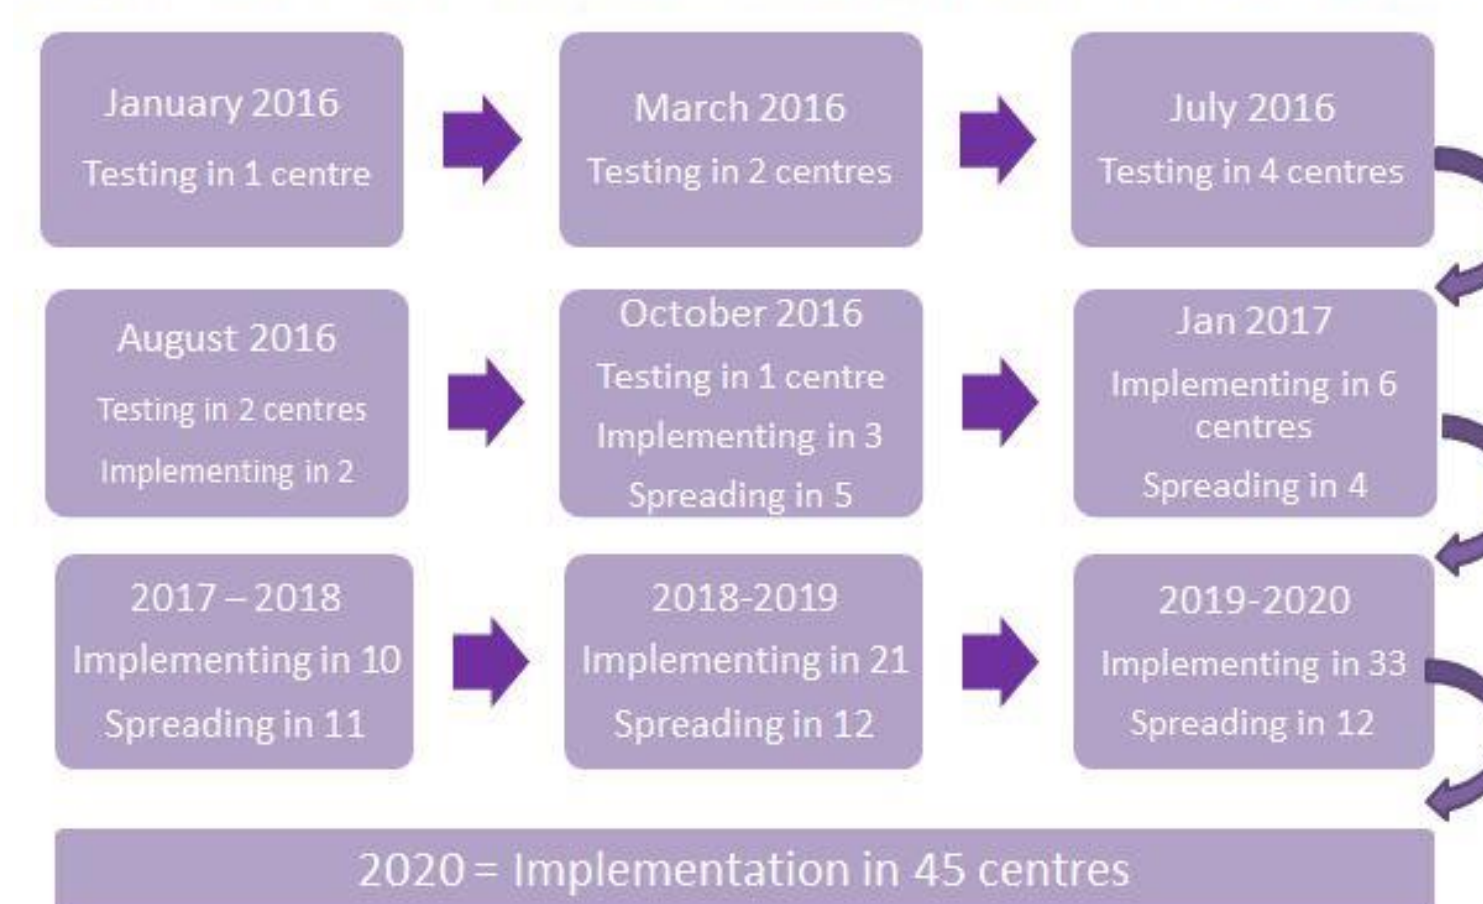 January 2016
Testing in 1 centre
March 2016
Testing in 2 centres
July 2016
Testing in 4 centres
August 2016
Testing in 2 centres
Implementing in 2
October 2016
Testing in 1 centre
Implementing in 3
Spreading in 5
Jan 2017
Implementing in 6
centres
Spreading in 4
2017 – 2018
Implementing in 10
Spreading in 11
2018-2019
Implementing in 21
Spreading in 12
2019-2020
Implementing in 33
Spreading in 12
2020 = Implementation in 45 centres